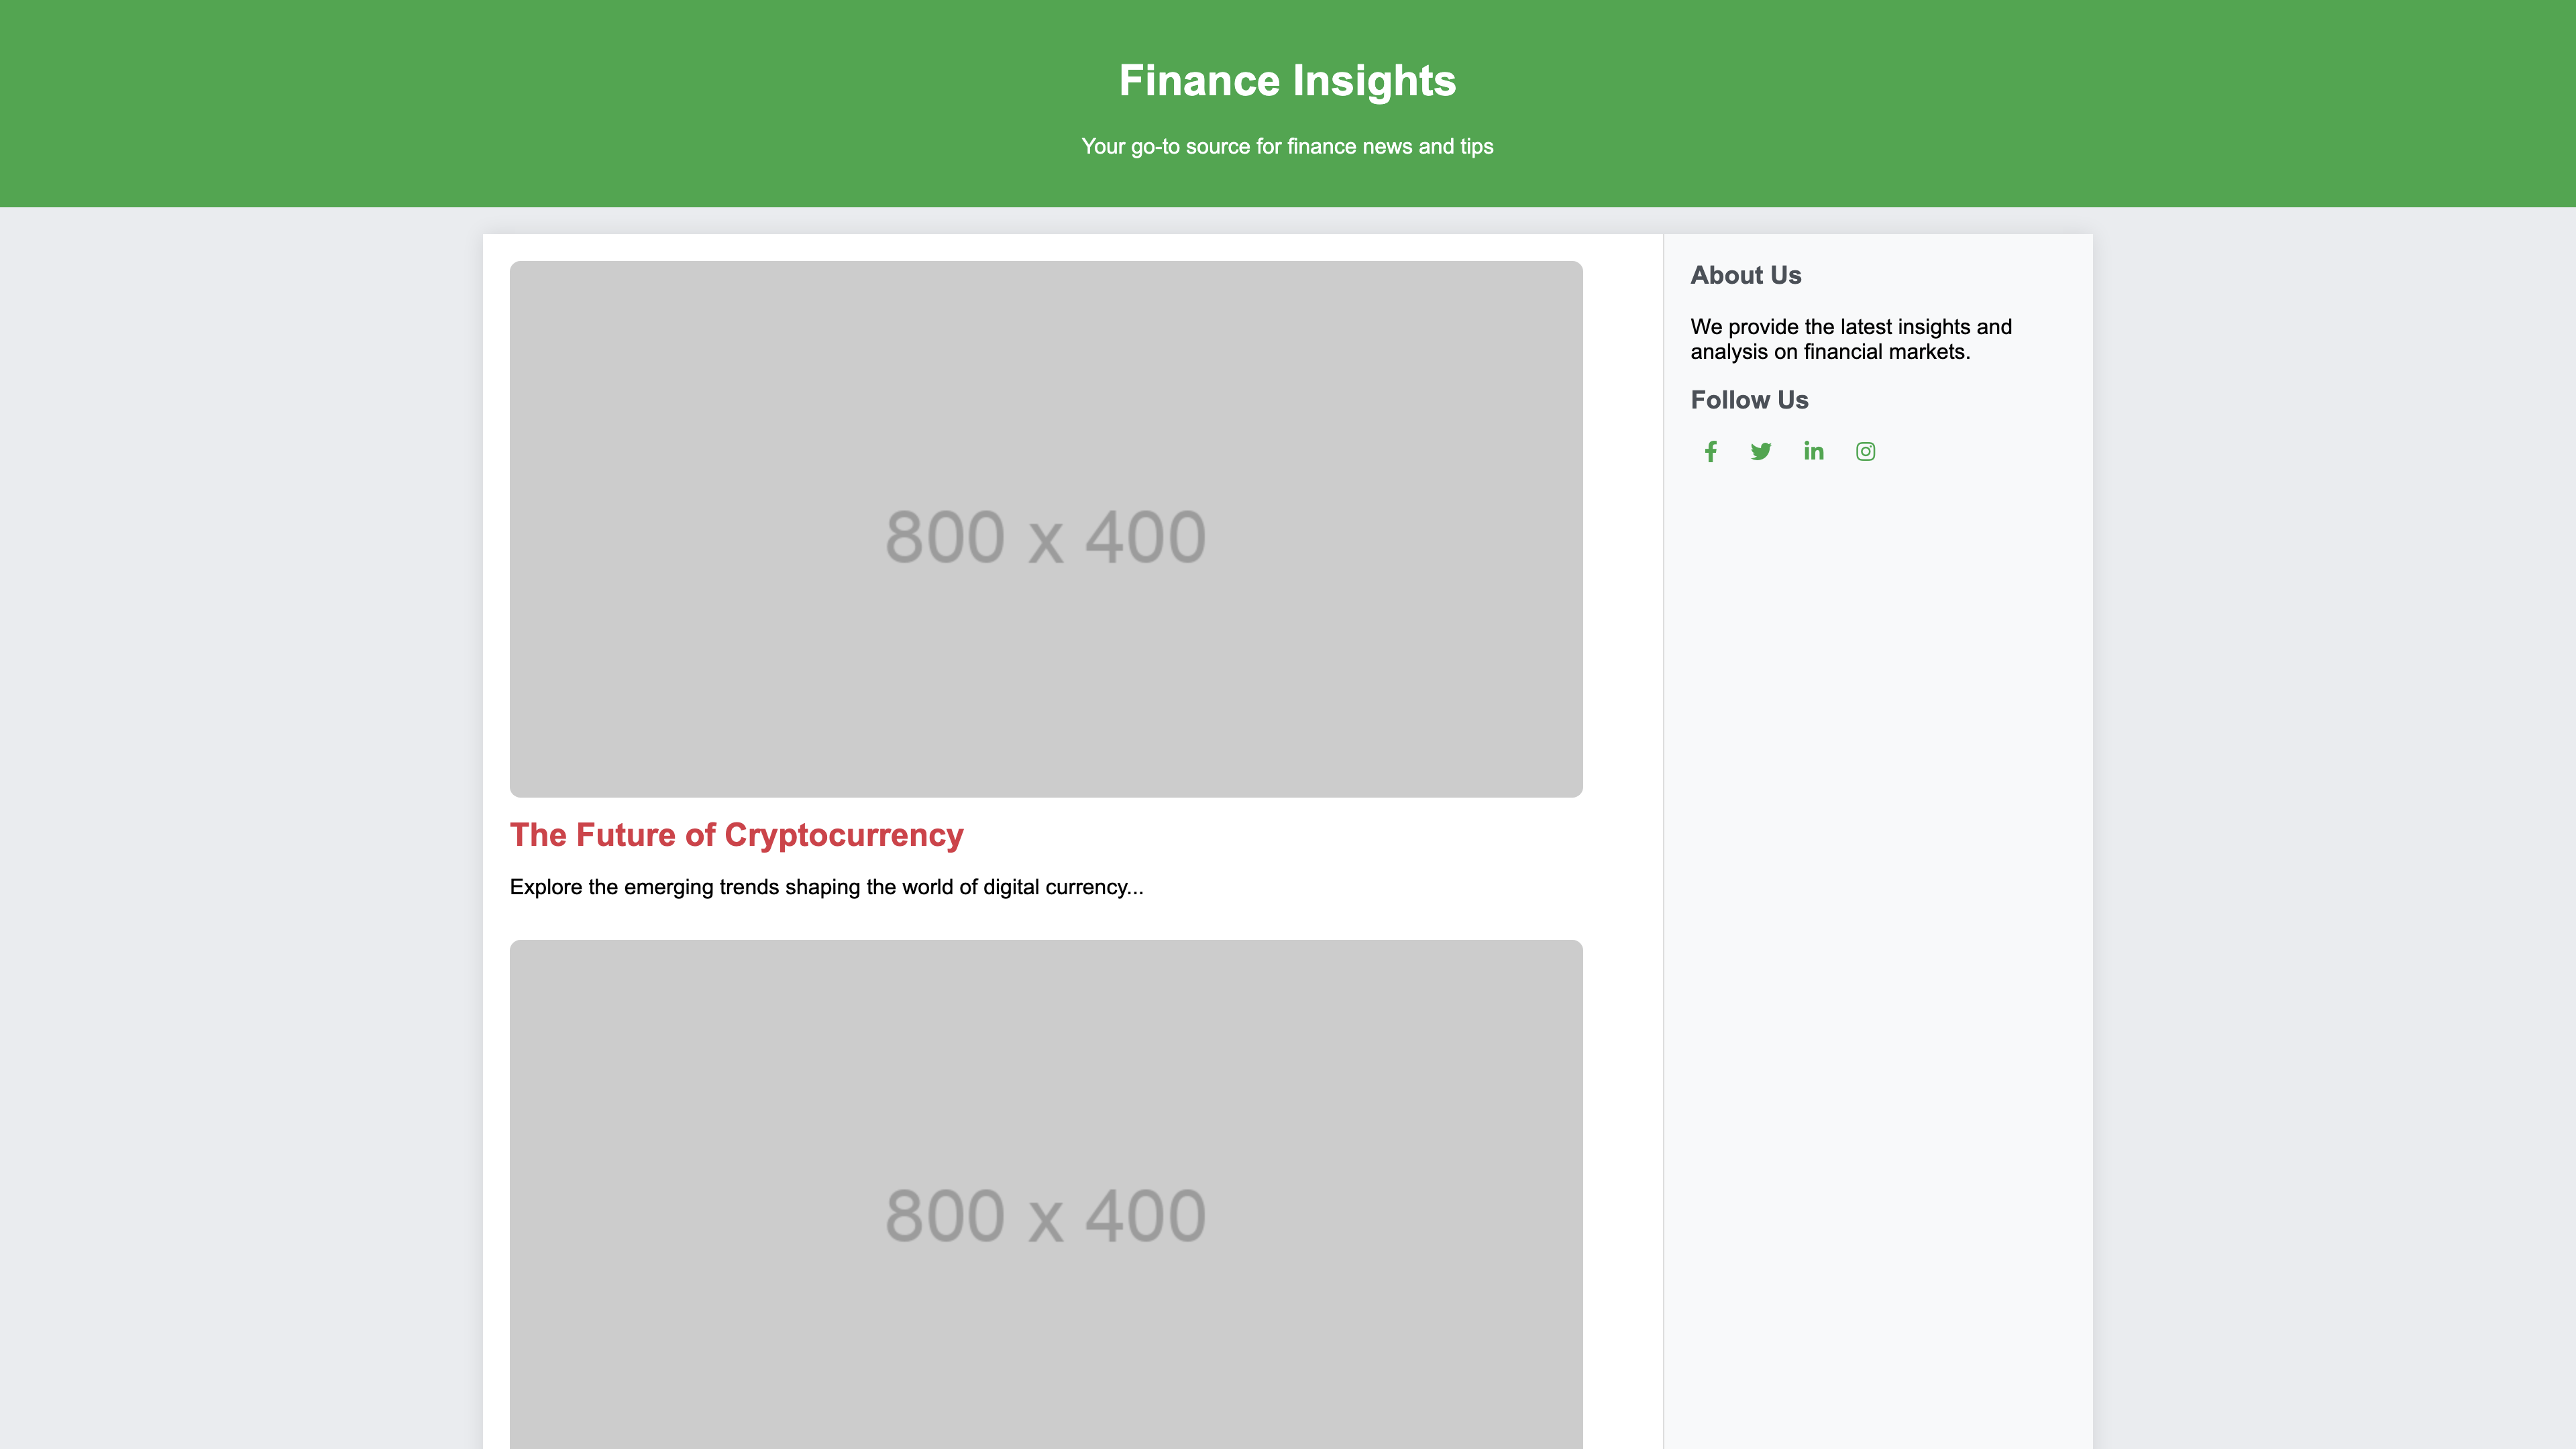 Finance Insights
Your go-to source for finance news and tips
800 x 400
The Future of Cryptocurrency
Explore the emerging trends shaping the world of digital currency...
800 x 400
About Us
We provide the latest insights and
analysis on financial markets.
Follow Us